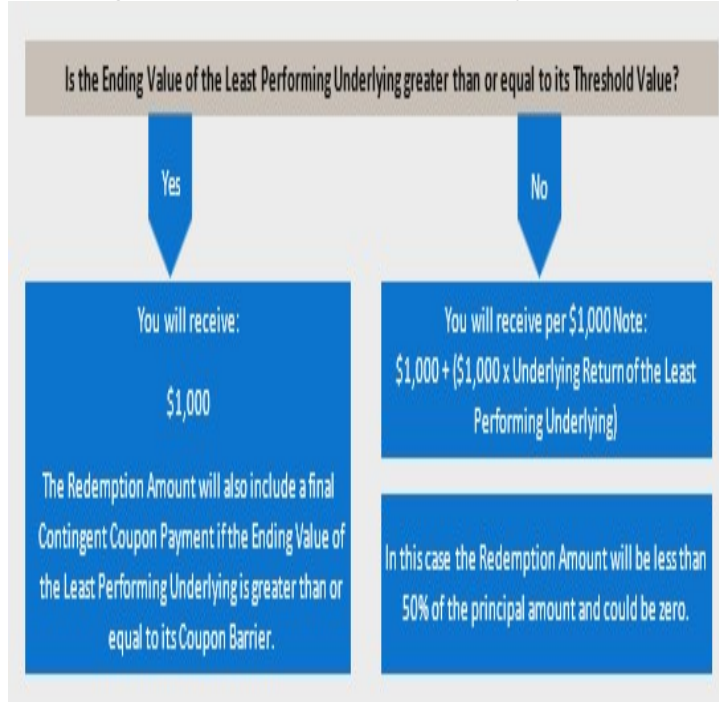 Is the Ending Value of the Least Performing Underlying greater than or equal to its Threshold Value?
Yes
No
You will receive:
$1,000
The Redemption Amount will also include a final
Contingent Coupon Payment if the Ending Value of
the Least Performing Underlying is greater than or
equal to its Coupon Barrier.
You will receive per $1,000 Note:
$1,000 + ($1,000 x Underlying Return of the Least
Performing Underlying)
In this case the Redemption Amount will be less than
50% of the principal amount and could be zero.